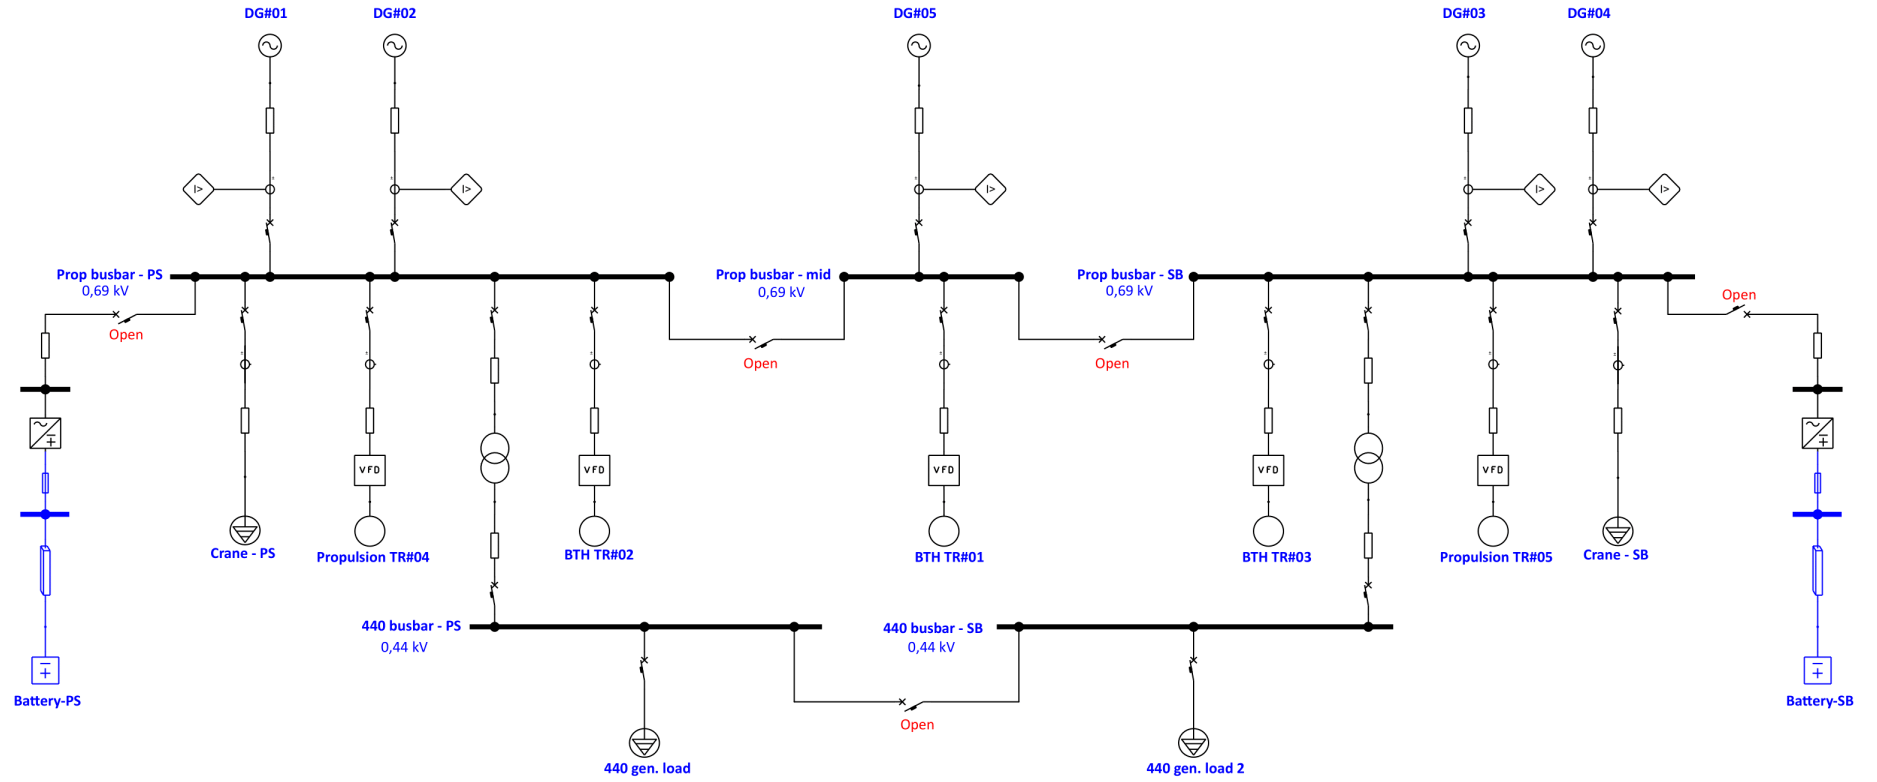 DG#01
DG#02
DG#05
DG#03
DG#04
I>
I>
I>
I>
I>
Prop busbar - PS
0,69 kV
Prop busbar - mid
0,69 kV
Prop busbar - SB
0,69 kV
Open
Open
Open
Open
VFD
VFD
VFD
VFD
VFD
Crane - PS
Propulsion TR#04
BTH TR#02
BTH TR#01
BTH TR#03
Propulsion TR#05
Crane - SB
440 busbar - PS
0,44 kV
440 busbar - SB
0,44 kV
Battery-PS
Battery-SB
Open
440 gen. load
440 gen. load 2